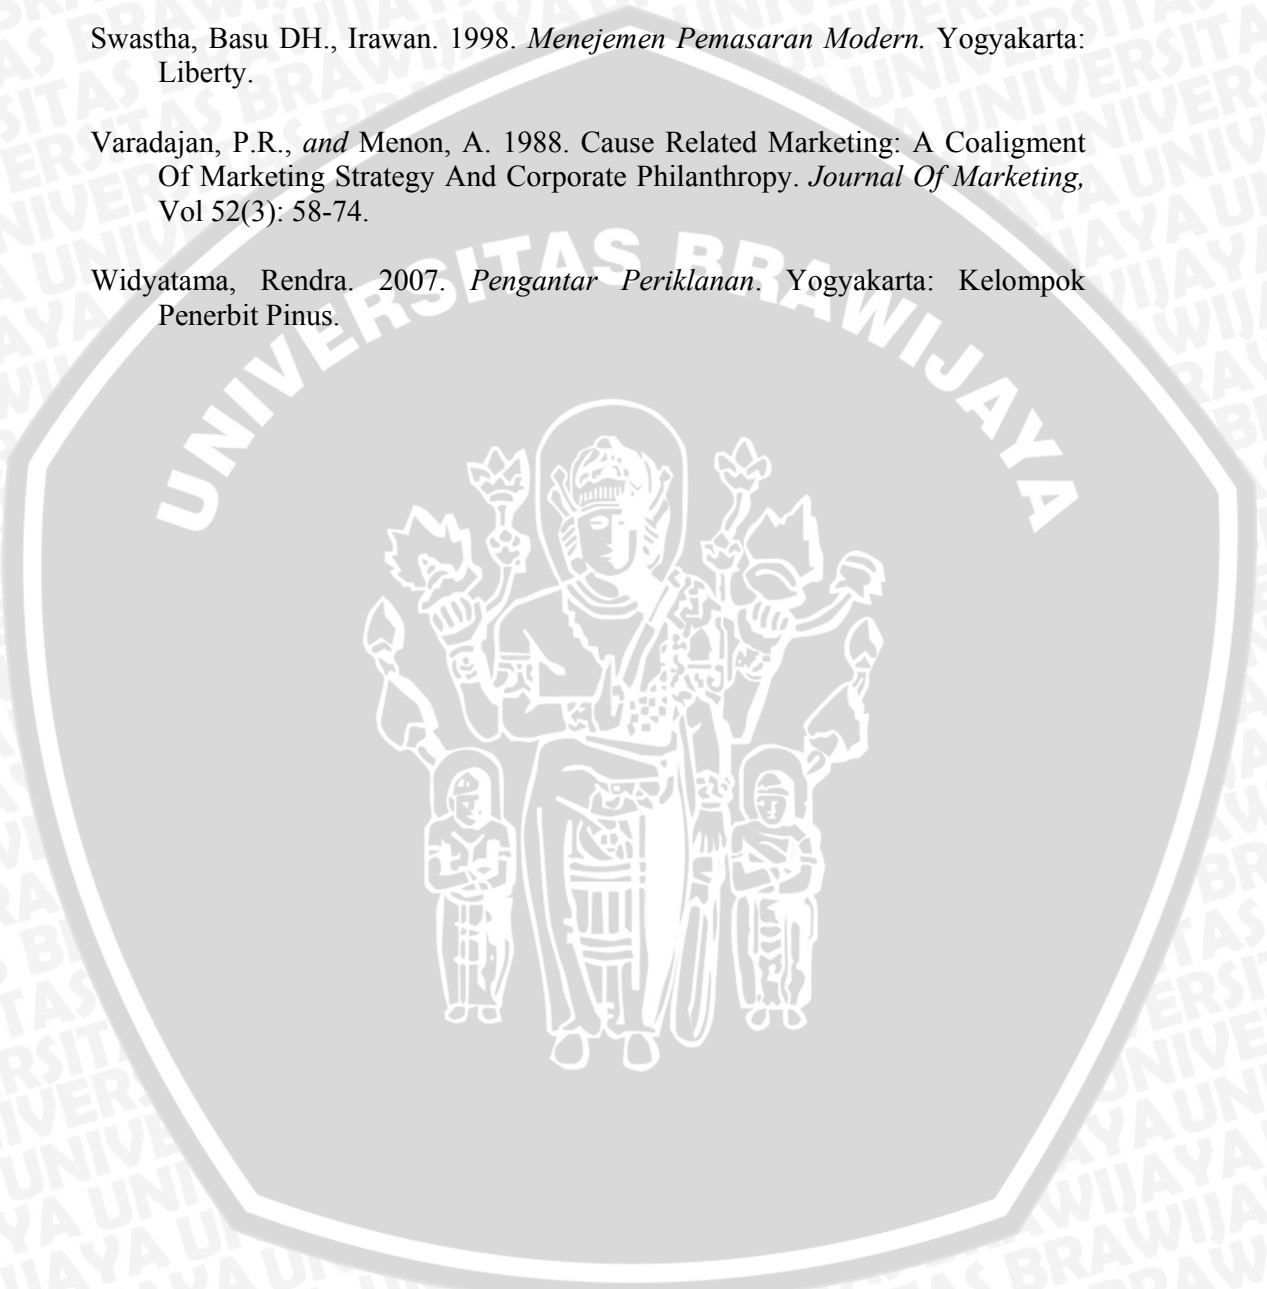 Swastha, Basu DH., Irawan. 1998. Menejemen Pemasaran Modern. Yogyakarta:
Liberty.
Varadajan, P.R., and Menon, A. 1988. Cause Related Marketing: A Coaligment
Of Marketing Strategy And Corporate Philanthropy. Journal Of Marketing,
Vol 52(3): 58-74.
Widyatama, Rendra. 2007. Pengantar Periklanan. Yogyakarta: Kelompok
Penerbit Pinus.
UNIVERSITAS BRAWIJAYA